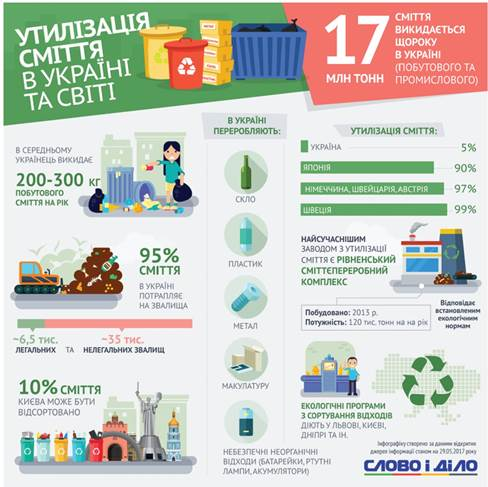 УТИЛІЗАЦІЯ
СМІТТЯ
В УКРАЇНІ
ТА СВІТІ
17
МЛН ТОНН
СМІТТЯ
ВИКИДАЄТЬСЯ
ЩОРОКУ
В УКРАЇНІ
(ПОБУТОВОГО ТА
ПРОМИСЛОВОГО)
В СЕРЕДНЬОМУ
УКРАЇНЕЦЬ ВИКИДАЄ
200-300 КГ
ПОБУТОВОГО
СМІТТЯ НА РІК
95%
СМІТТЯ
В УКРАЇНІ
ПОТРАПЛЯЄ
НА ЗВАЛИЩА
~6,5 тис.
ЛЕГАЛЬНИХ
ТА
~35 тис.
НЕЛЕГАЛЬНИХ ЗВАЛИЩ
10% СМІТТЯ
КИЄВА МОЖЕ БУТИ
ВІДСОРТОВАНО
В УКРАЇНІ
ПЕРЕРОБЛЯЮТЬ:
СКЛО
ПЛАСТИК
МЕТАЛ
МАКУЛАТУРУ
НЕБЕЗПЕЧНІ НЕОРГАНІЧНІ
ВІДХОДИ (БАТАРЕЙКИ, РТУТНІ
ЛАМПИ, АКУМУЛЯТОРИ)
УТИЛІЗАЦІЯ СМІТТЯ:
УКРАЇНА 5%
ЯПОНІЯ 90%
НІМЕЧЧИНА, ШВЕЙЦАРІЯ, АВСТРІЯ 97%
ШВЕЦІЯ 99%
НАЙСУЧАСНІШИМ
ЗАВОДОМ З УТИЛІЗАЦІЇ
СМІТТЯ Є РІВНЕНСЬКИЙ
СМІТТЄПЕРЕРОБНИЙ
КОМПЛЕКС
Побудовано: 2013 р.
Потужність: 120 тис. тонн на рік
Відповідає
встановленим
екологічним
нормам
ЕКОЛОГІЧНІ ПРОГРАМИ
З СОРТУВАННЯ ВІДХОДІВ
ДІЮТЬ У ЛЬВОВІ, КИЄВІ,
ДНІПРІ ТА ІН.
Інфографіку створено за даними відкритих
джерел інформації станом на 29.05.2017 року
СЛОВО і ДІЛО